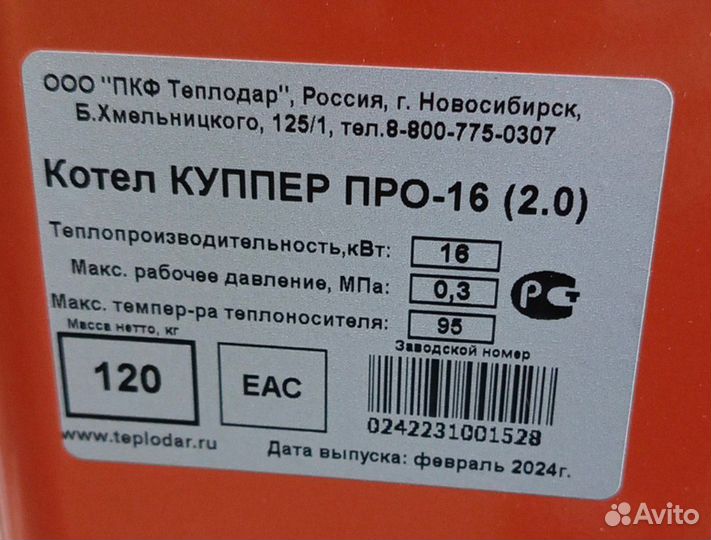 ООО "ПКФ Теплодар", Россия, г. Новосибирск,
Б.Хмельницкого, 125/1, тел.8-800-775-0307
Котел КУППЕР ПРО-16 (2.0)
Теплопроизводительность,кВт: 16
Макс. рабочее давление, МПа: 0,3
Макс. темпер-ра теплоносителя: 95
РСТ
Масса нетто, кг
120
ЕАС
Заводской номер
0242231001528
www.teplodar.ru
Дата выпуска: февраль 2024г.
Avito